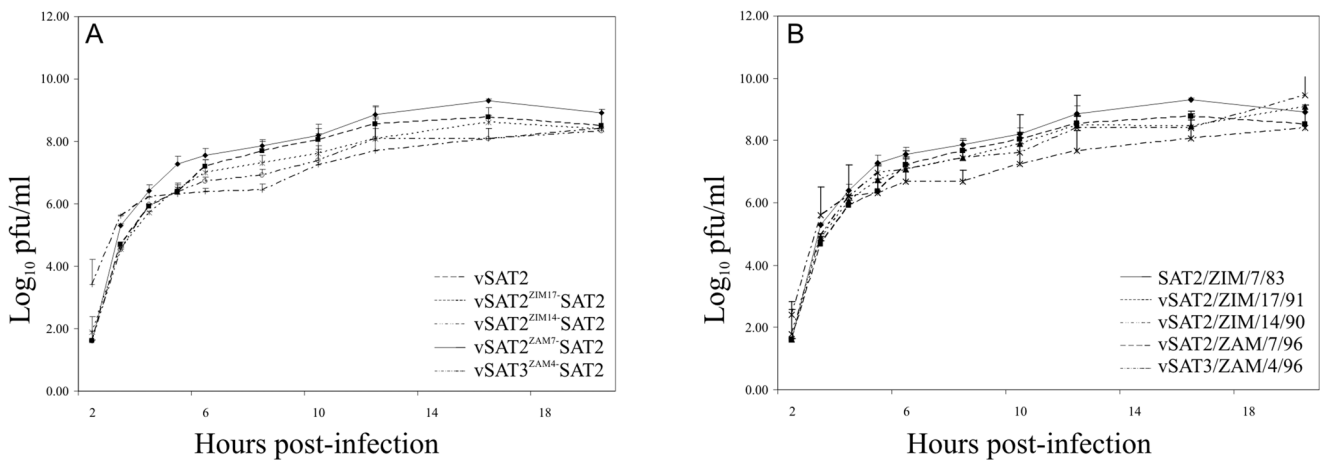 A
12.00
10.00
8.00
6.00
4.00
2.00
0.00
Log10 pfu/ml
2 6 10 14 18
Hours post-infection
vSAT2
vSAT2ZIM17-SAT2
vSAT2ZIM14-SAT2
vSAT2ZAM7-SAT2
vSAT3ZAM4-SAT2
B
12.00
10.00
8.00
6.00
4.00
2.00
0.00
Log10 pfu/ml
2 6 10 14 18
Hours post-infection
SAT2/ZIM/7/83
vSAT2/ZIM/17/91
vSAT2/ZIM/14/90
vSAT2/ZAM/7/96
vSAT3/ZAM/4/96